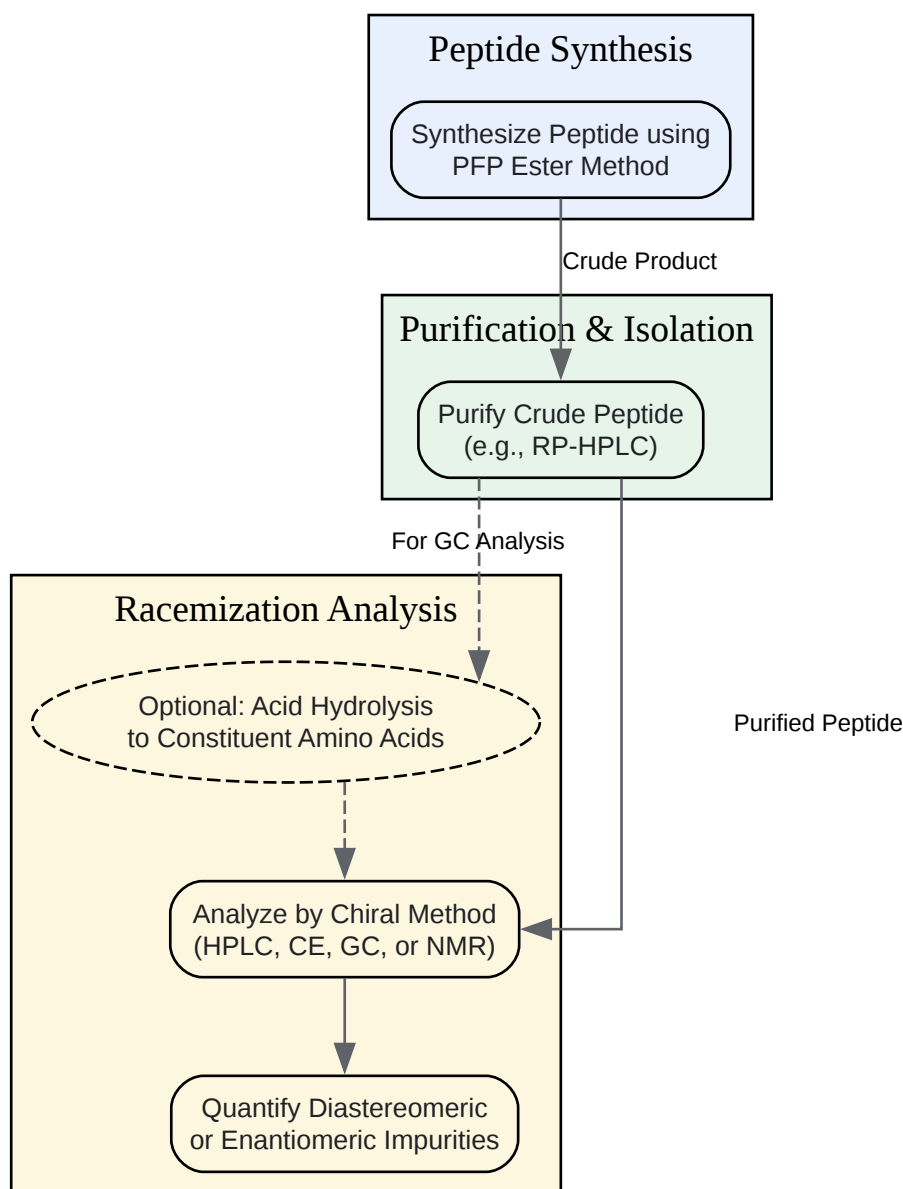 Peptide Synthesis
Synthesize Peptide using
PFP Ester Method
Crude Product
Purification & Isolation
Purify Crude Peptide
(e.g., RP-HPLC)
For GC Analysis
Racemization Analysis
Optional: Acid Hydrolysis
to Constituent Amino Acids
Purified Peptide
Analyze by Chiral Method
(HPLC, CE, GC, or NMR)
Quantify Diastereomeric
or Enantiomeric Impurities